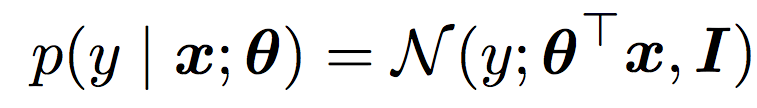 p(y | x; θ) = 𝒩(y; θ⊤x, I)